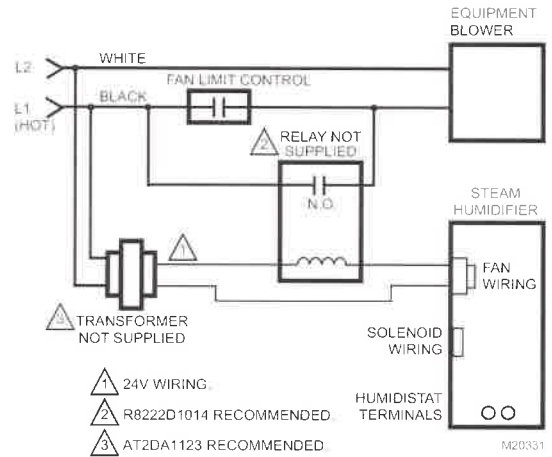 EQUIPMENT
BLOWER
L2
WHITE
FAN LIMIT CONTROL
L1
(HOT)
BLACK
2
RELAY NOT
SUPPLIED
N.O.
STEAM
HUMIDIFIER
1
FAN
WIRING
3
TRANSFORMER
NOT SUPPLIED
SOLENOID
WIRING
1 24V WIRING.
2 R8222D1014 RECOMMENDED.
3 AT2DA1123 RECOMMENDED.
HUMIDISTAT
TERMINALS
M20331